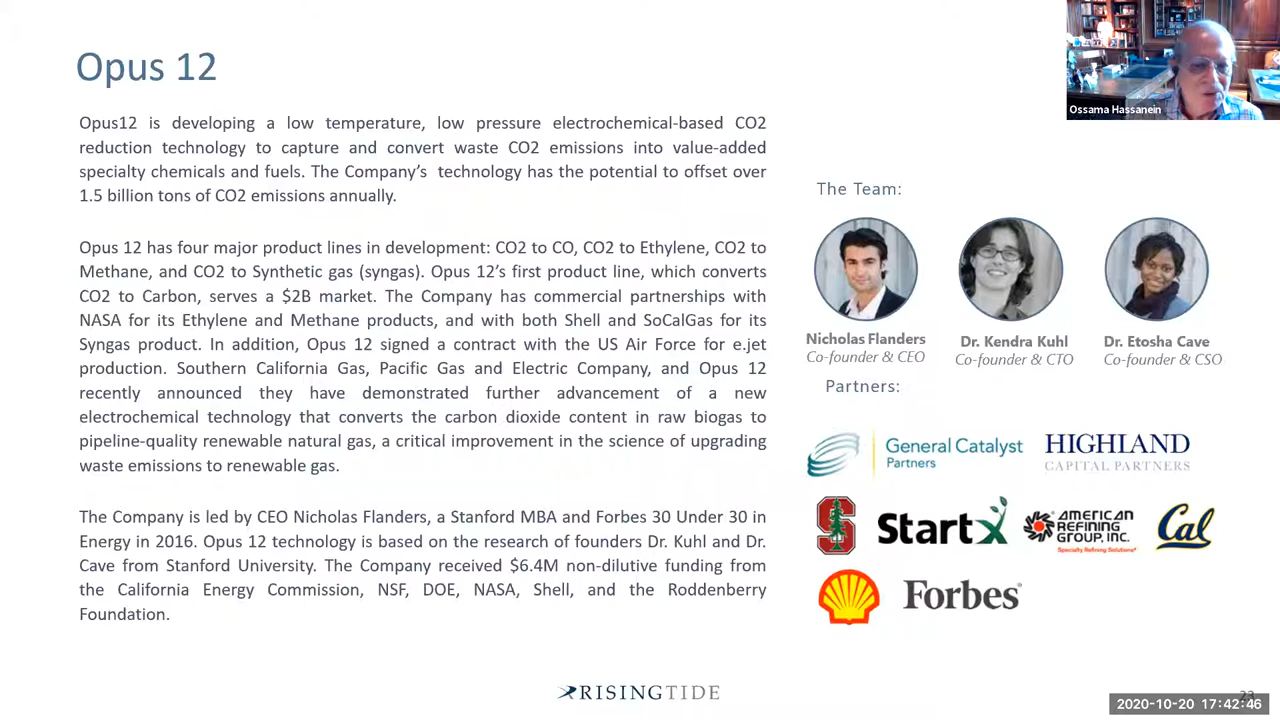 Opus 12
Ossama Hassanein
Opus12 is developing a low temperature, low pressure electrochemical-based CO2
reduction technology to capture and convert waste CO2 emissions into value-added
specialty chemicals and fuels. The Company's technology has the potential to offset over
1.5 billion tons of CO2 emissions annually.
Opus 12 has four major product lines in development: CO2 to CO, CO2 to Ethylene, CO2 to
Methane, and CO2 to Synthetic gas (syngas). Opus 12's first product line, which converts
CO2 to Carbon, serves a $2B market. The Company has commercial partnerships with
NASA for its Ethylene and Methane products, and with both Shell and SoCalGas for its
Syngas product. In addition, Opus 12 signed a contract with the US Air Force for e.jet
production. Southern California Gas, Pacific Gas and Electric Company, and Opus 12
recently announced they have demonstrated further advancement of a new
electrochemical technology that converts the carbon dioxide content in raw biogas to
pipeline-quality renewable natural gas, a critical improvement in the science of upgrading
waste emissions to renewable gas.
The Company is led by CEO Nicholas Flanders, a Stanford MBA and Forbes 30 Under 30 in
Energy in 2016. Opus 12 technology is based on the research of founders Dr. Kuhl and Dr.
Cave from Stanford University. The Company received $6.4M non-dilutive funding from
the California Energy Commission, NSF, DOE, NASA, Shell, and the Roddenberry
Foundation.
The Team:
Nicholas Flanders
Co-founder & CEO
Dr. Kendra Kuhl
Co-founder & CTO
Dr. Etosha Cave
Co-founder & CSO
Partners:
General Catalyst
Partners
HIGHLAND
CAPITAL PARTNERS
S
StartX
AMERICAN
REFINING
GROUP, INC.
Specialty Refining Solutions
Cal
Forbes
RISINGTIDE
23
2020-10-20 17:42:46